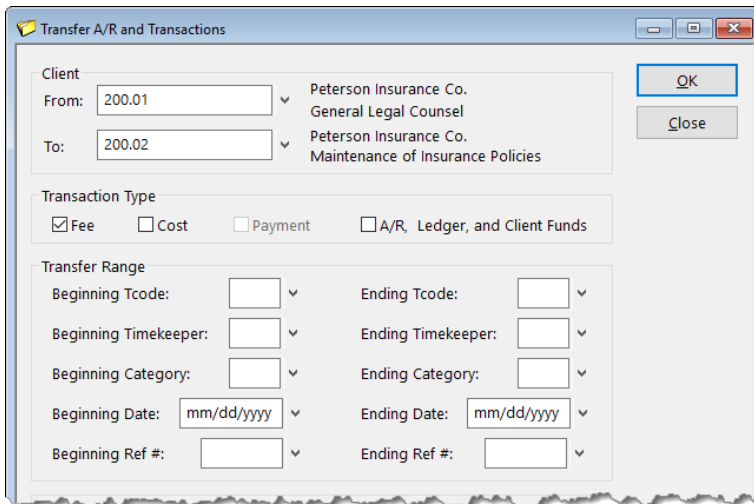 Transfer A/R and Transactions
Client
From: 200.01 Peterson Insurance Co.
General Legal Counsel
To: 200.02 Peterson Insurance Co.
Maintenance of Insurance Policies
OK
Close
Transaction Type
Fee Cost Payment A/R, Ledger, and Client Funds
Transfer Range
Beginning Tcode: Ending Tcode:
Beginning Timekeeper: Ending Timekeeper:
Beginning Category: Ending Category:
Beginning Date: mm/dd/yyyy Ending Date: mm/dd/yyyy
Beginning Ref #: Ending Ref #: